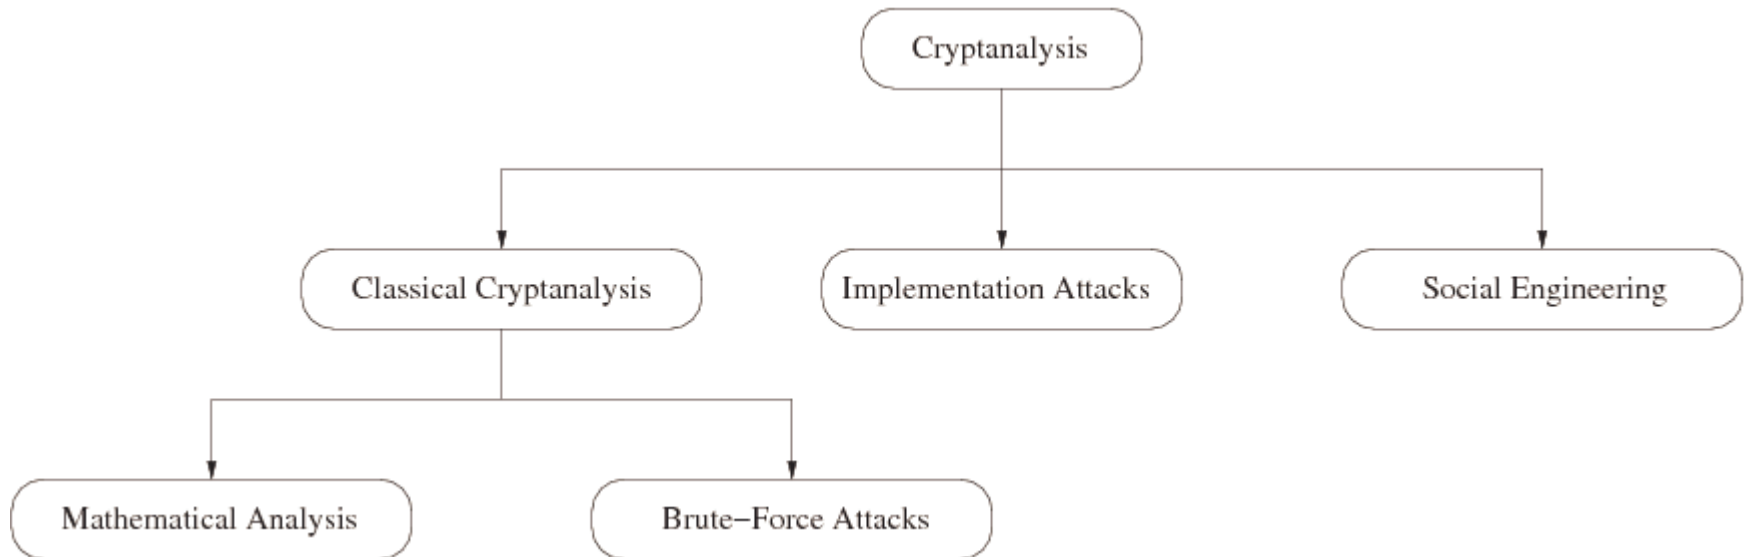 Cryptanalysis
Classical Cryptanalysis
Implementation Attacks
Social Engineering
Mathematical Analysis
Brute−Force Attacks